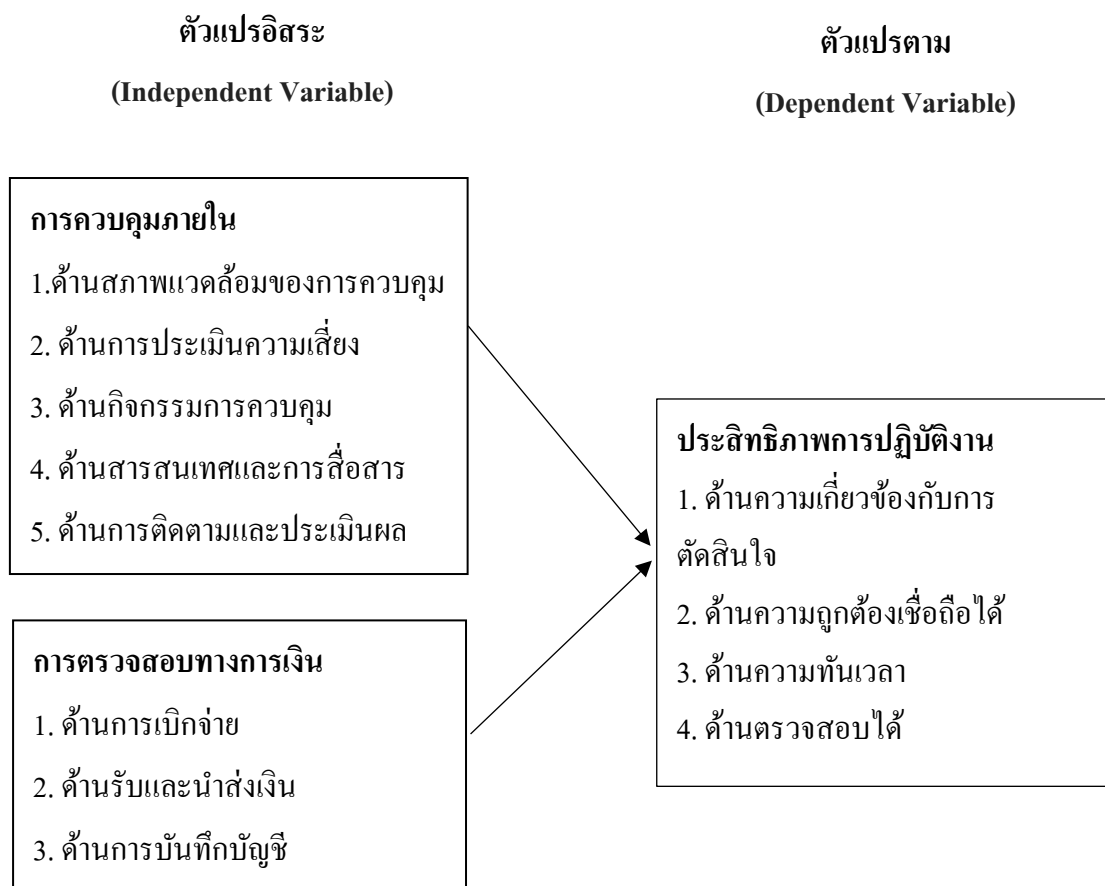 ตัวแปรอิสระ
(Independent Variable)
ตัวแปรตาม
(Dependent Variable)
การควบคุมภายใน
1.ด้านสภาพแวดล้อมของการควบคุม
2. ด้านการประเมินความเสี่ยง
3. ด้านกิจกรรมการควบคุม
4. ด้านสารสนเทศและการสื่อสาร
5. ด้านการติดตามและประเมินผล
การตรวจสอบทางการเงิน
1. ด้านการเบิกจ่าย
2. ด้านรับและนำส่งเงิน
3. ด้านการบันทึกบัญชี
ประสิทธิภาพการปฏิบัติงาน
1. ด้านความเกี่ยวข้องกับการ
ตัดสินใจ
2. ด้านความถูกต้องเชื่อถือได้
3. ด้านความทันเวลา
4. ด้านตรวจสอบได้